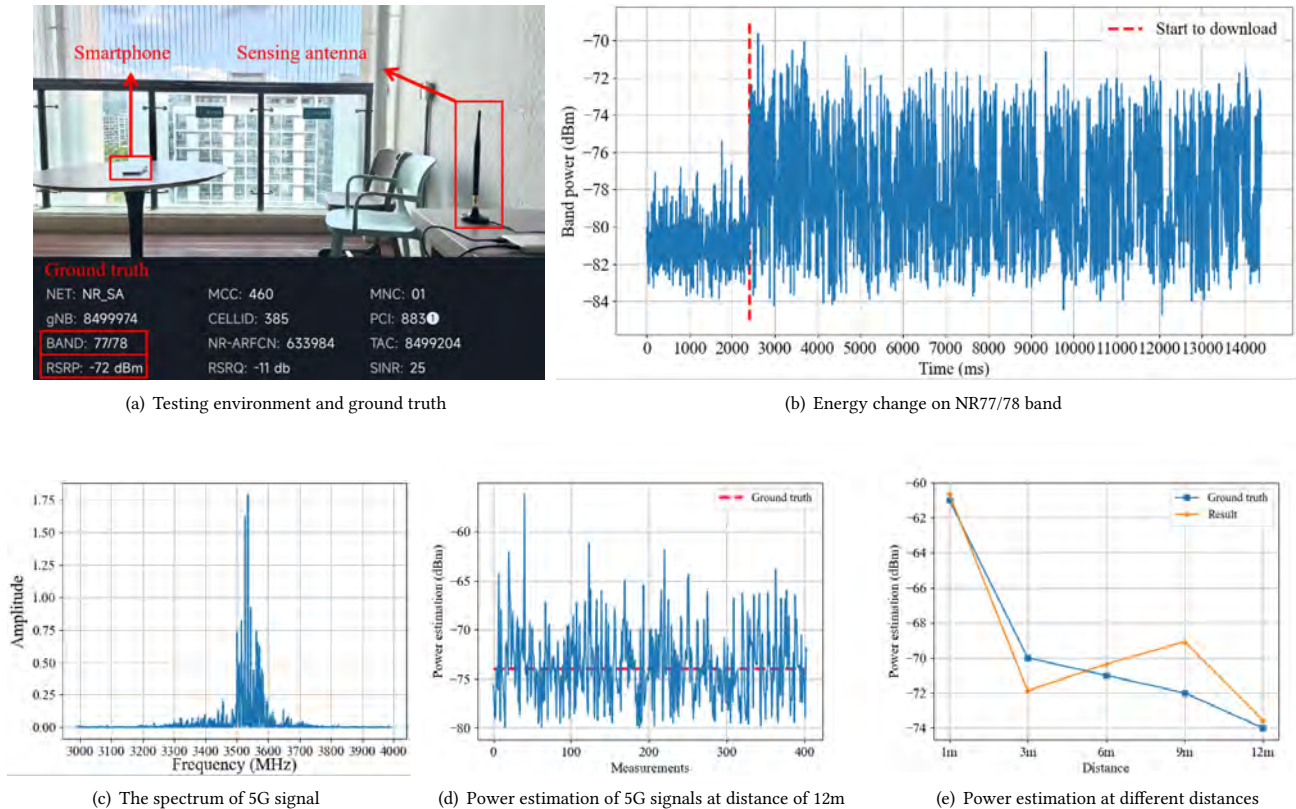 Smartphone
Sensing antenna
Ground truth
NET: NR_SA
MCC: 460
MNC: 01
gNB: 8499974
CELLID: 385
PCI: 883❶
BAND: 77/78
NR-ARFCN: 633984
TAC: 8499204
RSRP: -72 dBm
RSRQ: -11 db
SINR: 25
(a) Testing environment and ground truth
Start to download
Band power (dBm)
−70
−72
−74
−76
−78
−80
−82
−84
0 1000 2000 3000 4000 5000 6000 7000 8000 9000 10000 11000 12000 13000 14000
Time (ms)
(b) Energy change on NR77/78 band
Amplitude
1.75
1.50
1.25
1.00
0.75
0.50
0.25
0.00
3000 3100 3200 3300 3400 3500 3600 3700 3800 3900 4000
Frequency (MHz)
(c) The spectrum of 5G signal
Ground truth
Power estimation (dBm)
−60
−65
−70
−75
−80
0 100 200 300 400
Measurements
(d) Power estimation of 5G signals at distance of 12m
Ground truth
Result
Power estimation (dBm)
−60
−62
−64
−66
−68
−70
−72
−74
1m 3m 6m 9m 12m
Distance
(e) Power estimation at different distances